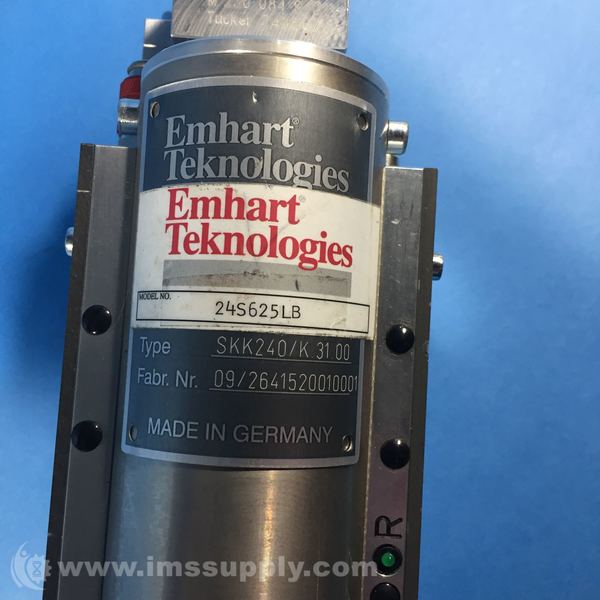 Tucker
Emhart®
Teknologies
Emhart®
Teknologies
MODEL NO.
24S625LB
Type SKK240/K 31 00
Fabr. Nr. 09/2641520010001
MADE IN GERMANY
R
www.imssupply.com